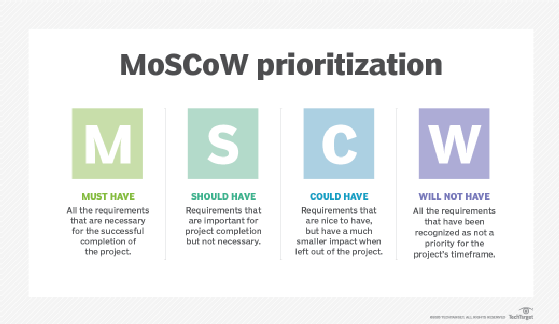 MoSCoW prioritization
M
S
C
W
MUST HAVE
All the requirements
that are necessary
for the successful
completion of
the project.
SHOULD HAVE
Requirements that
are important for
project completion
but not necessary.
COULD HAVE
Requirements that
are nice to have,
but have a much
smaller impact when
left out of the project.
WILL NOT HAVE
All the requirements
that have been
recognized as not a
priority for the
project's timeframe.
TechTarget